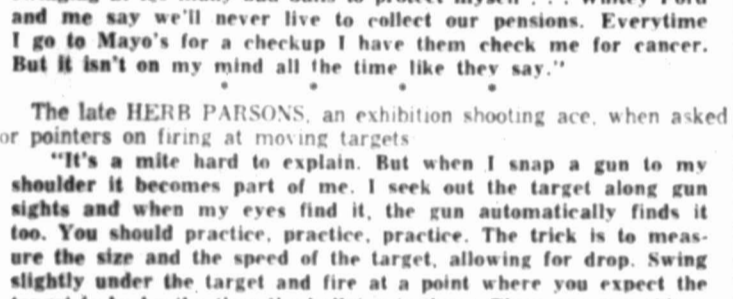 and me say we'll never live to collect our pensions. Everytime
I go to Mayo's for a checkup I have them check me for cancer.
But it isn't on my mind all the time like they say."
The late HERB PARSONS, an exhibition shooting ace, when asked
or pointers on firing at moving targets
"It's a mite hard to explain. But when I snap a gun to my
shoulder it becomes part of me. I seek out the target along gun
sights and when my eyes find it, the gun automatically finds it
too. You should practice, practice, practice. The trick is to meas-
ure the size and the speed of the target, allowing for drop. Swing
slightly under the target and fire at a point where you expect the